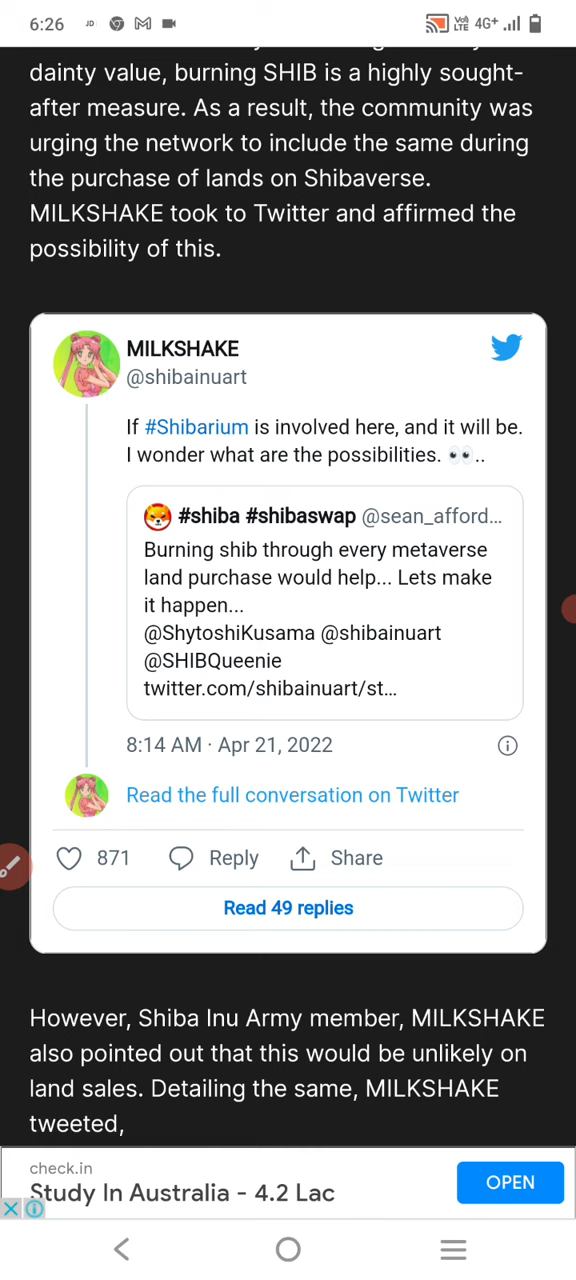 6:26 JD VoD LTE 4G+
dainty value, burning SHIB is a highly sought-
after measure. As a result, the community was
urging the network to include the same during
the purchase of lands on Shibaverse.
MILKSHAKE took to Twitter and affirmed the
possibility of this.
MILKSHAKE
@shibainuart
If #Shibarium is involved here, and it will be.
I wonder what are the possibilities. 👀..
#shiba #shibaswap @sean_afford...
Burning shib through every metaverse
land purchase would help... Lets make
it happen...
@ShytoshiKusama @shibainuart
@SHIBQueenie
twitter.com/shibainuart/st...
8:14 AM · Apr 21, 2022
Read the full conversation on Twitter
871 Reply Share
Read 49 replies
However, Shiba Inu Army member, MILKSHAKE
also pointed out that this would be unlikely on
land sales. Detailing the same, MILKSHAKE
tweeted,
check.in
Study In Australia - 4.2 Lac
OPEN